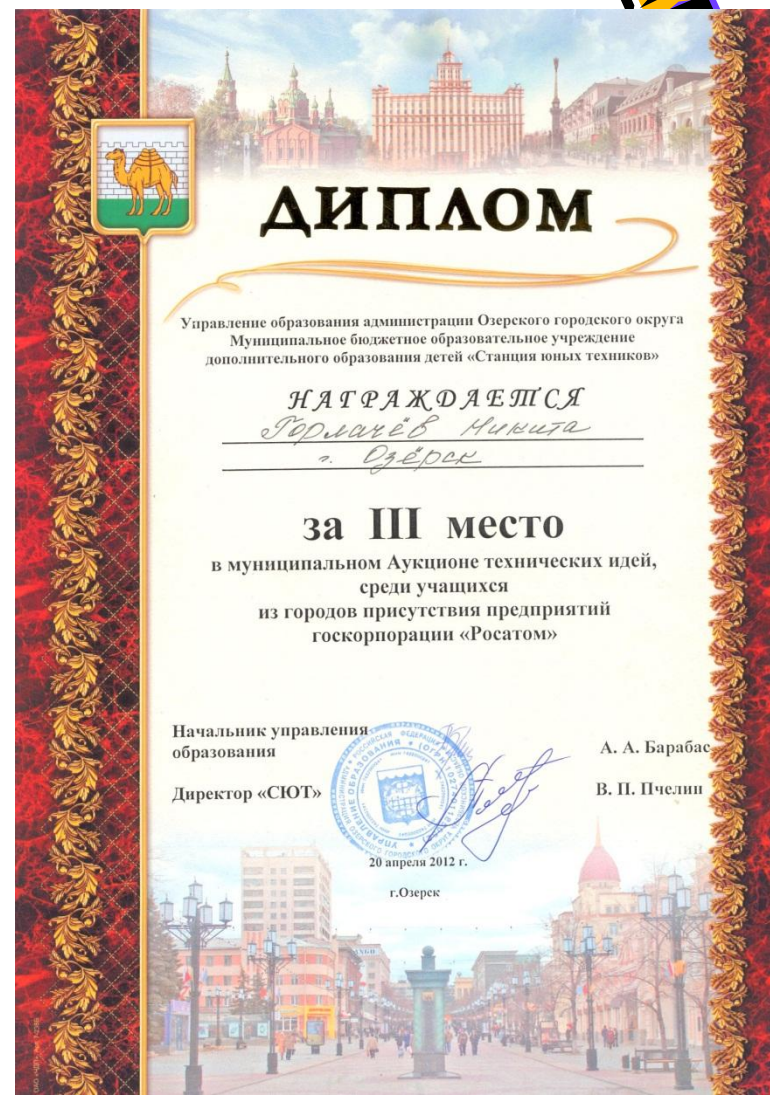 ДИПЛОМ
Управление образования администрации Озерского городского округа
Муниципальное бюджетное образовательное учреждение
дополнительного образования детей «Станция юных техников»
НАГРАЖДАЕТСЯ
Горлачёв Никита
г. Озёрск
за III место
в муниципальном Аукционе технических идей,
среди учащихся
из городов присутствия предприятий
госкорпорации «Росатом»
Начальник управления
образования
А. А. Барабас
Директор «СЮТ»
В. П. Пчелин
УПРАВЛЕНИЕ ОБРАЗОВАНИЯ
20 апреля 2012 г.
г.Озерск